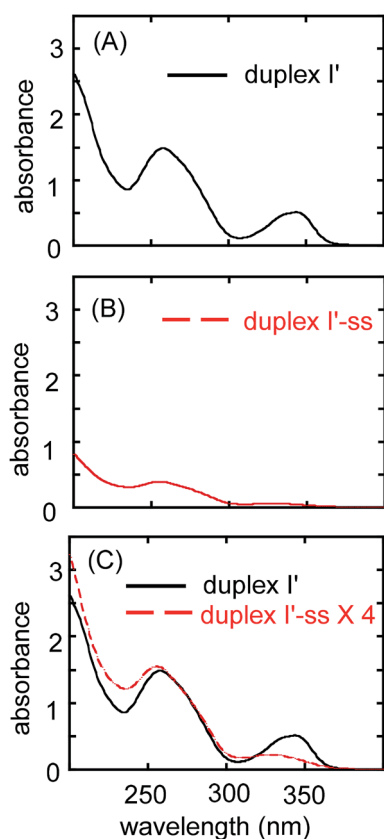 (A)
duplex I'
3
2
1
0
absorbance
(B)
duplex I'-ss
3
2
1
0
absorbance
(C)
duplex I'
duplex I'-ss X 4
3
2
1
0
absorbance
250 300 350
wavelength (nm)